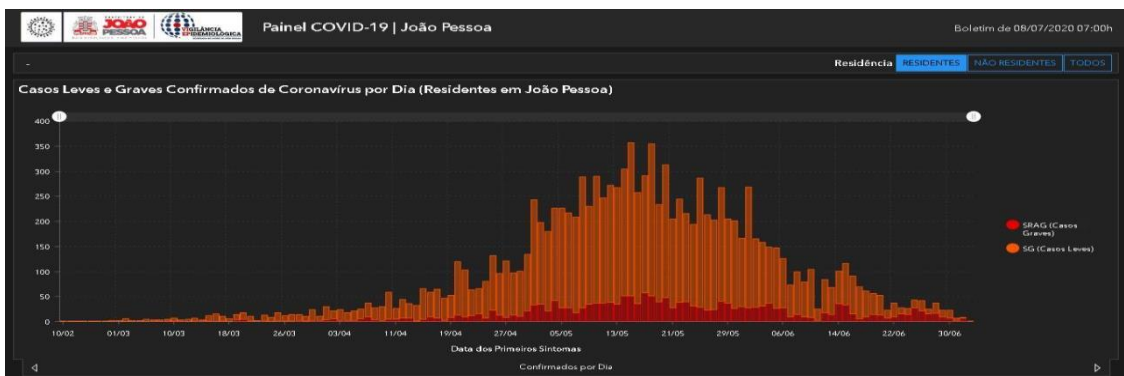 JOÃO
PESSOA
VIGILÂNCIA
EPIDEMIOLÓGICA
Painel COVID-19 | João Pessoa
Boletim de 08/07/2020 07:00h
-
Residência RESIDENTES NÃO RESIDENTES TODOS
Casos Leves e Graves Confirmados de Coronavírus por Dia (Residentes em João Pessoa)
400
350
300
250
200
150
100
50
0
10/02 01/03 10/03 18/03 26/03 03/04 11/04 19/04 27/04 05/05 13/05 21/05 29/05 06/06 14/06 22/06 30/06
Data dos Primeiros Sintomas
SRAG (Casos
Graves)
SG (Casos Leves)
Confirmados por Dia